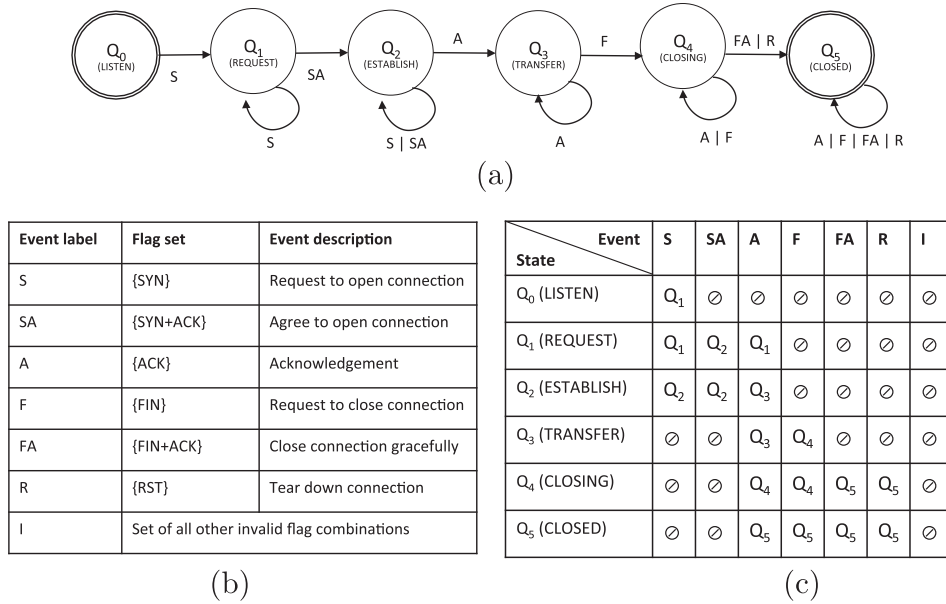 Q0 (LISTEN)
Q1 (REQUEST)
Q2 (ESTABLISH)
Q3 (TRANSFER)
Q4 (CLOSING)
Q5 (CLOSED)
S
SA
A
F
FA | R
S
S | SA
A
A | F
A | F | FA | R
(a)
Event label Flag set Event description
S {SYN} Request to open connection
SA {SYN+ACK} Agree to open connection
A {ACK} Acknowledgement
F {FIN} Request to close connection
FA {FIN+ACK} Close connection gracefully
R {RST} Tear down connection
I Set of all other invalid flag combinations
(b)
Event State S SA A F FA R I
Q0 (LISTEN) Q1 ⊘ ⊘ ⊘ ⊘ ⊘ ⊘
Q1 (REQUEST) Q1 Q2 Q1 ⊘ ⊘ ⊘ ⊘
Q2 (ESTABLISH) Q2 Q2 Q3 ⊘ ⊘ ⊘ ⊘
Q3 (TRANSFER) ⊘ ⊘ Q3 Q4 ⊘ ⊘ ⊘
Q4 (CLOSING) ⊘ ⊘ Q4 Q4 Q5 Q5 ⊘
Q5 (CLOSED) ⊘ ⊘ Q5 Q5 Q5 Q5 ⊘
(c)